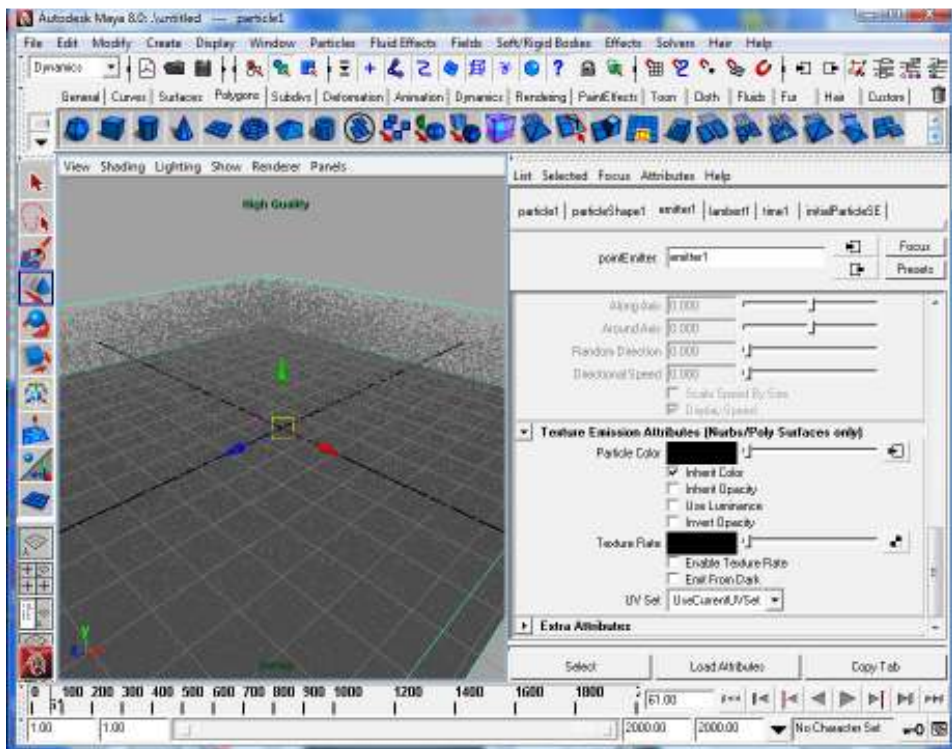 Autodesk Maya 8.0: .\untitled --- particle1
File Edit Modify Create Display Window Particles Fluid Effects Fields Soft/Rigid Bodies Effects Solvers Hair Help
Dynamics
General Curves Surfaces Polygons Subdivs Deformation Animation Dynamics Rendering PaintEffects Toon Cloth Fluids Fur Hair Custom
View Shading Lighting Show Renderer Panels
List Selected Focus Attributes Help
High Quality
particle1 particleShape1 emitter1 lambert1 time1 initialParticleSE
pointEmitter: emitter1
Focus
Presets
Along Axis 0.000
Around Axis 0.000
Random Direction 0.000
Directional Speed 0.000
Scale Speed By Size
Display Speed
Texture Emission Attributes (Nurbs/Poly Surfaces only)
Particle Color
Inherit Color
Inherit Opacity
Use Luminance
Invert Opacity
Texture Rate
Enable Texture Rate
Emit From Dark
UV Set UseCurrentUVSet
Extra Attributes
y
Select Load Attributes Copy Tab
0 100 200 300 400 500 600 700 800 900 1000 1200 1400 1600 1800
61
61.00
1.00 1.00 2000.00 2000.00 No Character Set